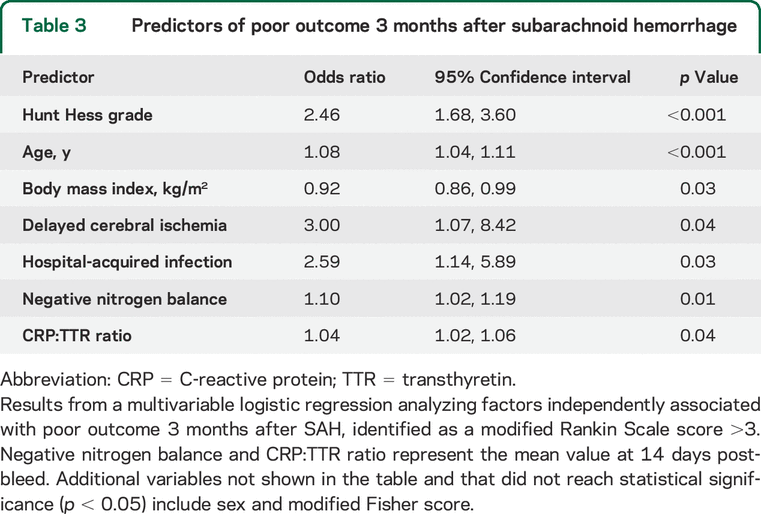 Table 3 Predictors of poor outcome 3 months after subarachnoid hemorrhage
Predictor Odds ratio 95% Confidence interval p Value
Hunt Hess grade 2.46 1.68, 3.60 <0.001
Age, y 1.08 1.04, 1.11 <0.001
Body mass index, kg/m² 0.92 0.86, 0.99 0.03
Delayed cerebral ischemia 3.00 1.07, 8.42 0.04
Hospital-acquired infection 2.59 1.14, 5.89 0.03
Negative nitrogen balance 1.10 1.02, 1.19 0.01
CRP:TTR ratio 1.04 1.02, 1.06 0.04
Abbreviation: CRP = C-reactive protein; TTR = transthyretin.
Results from a multivariable logistic regression analyzing factors independently associated
with poor outcome 3 months after SAH, identified as a modified Rankin Scale score >3.
Negative nitrogen balance and CRP:TTR ratio represent the mean value at 14 days post-
bleed. Additional variables not shown in the table and that did not reach statistical signif-
icance (p < 0.05) include sex and modified Fisher score.